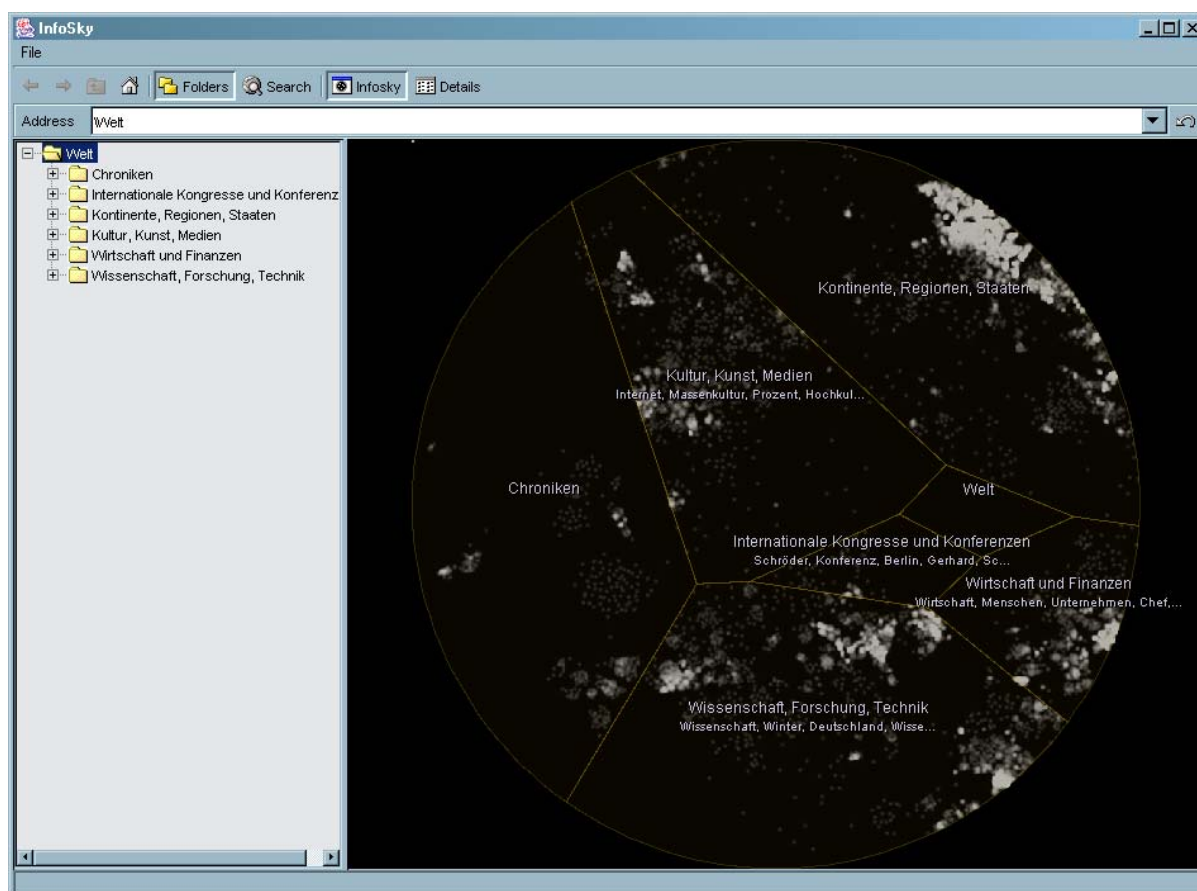 InfoSky
File
Folders Search Infosky Details
Address Welt
Welt
Chroniken
Internationale Kongresse und Konferenz
Kontinente, Regionen, Staaten
Kultur, Kunst, Medien
Wirtschaft und Finanzen
Wissenschaft, Forschung, Technik
Kontinente, Regionen, Staaten
Kultur, Kunst, Medien
Internet, Massenkultur, Prozent, Hochkul...
Chroniken
Welt
Internationale Kongresse und Konferenzen
Schröder, Konferenz, Berlin, Gerhard, Sc...
Wirtschaft und Finanzen
Wirtschaft, Menschen, Unternehmen, Chef,...
Wissenschaft, Forschung, Technik
Wissenschaft, Winter, Deutschland, Wisse...